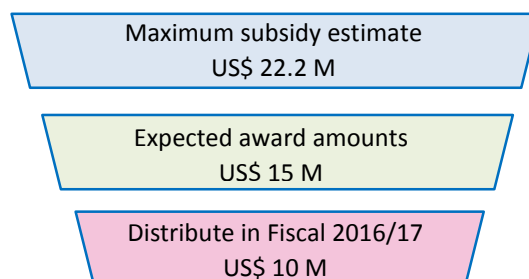 Maximum subsidy estimate
US$ 22.2 M
Expected award amounts
US$ 15 M
Distribute in Fiscal 2016/17
US$ 10 M